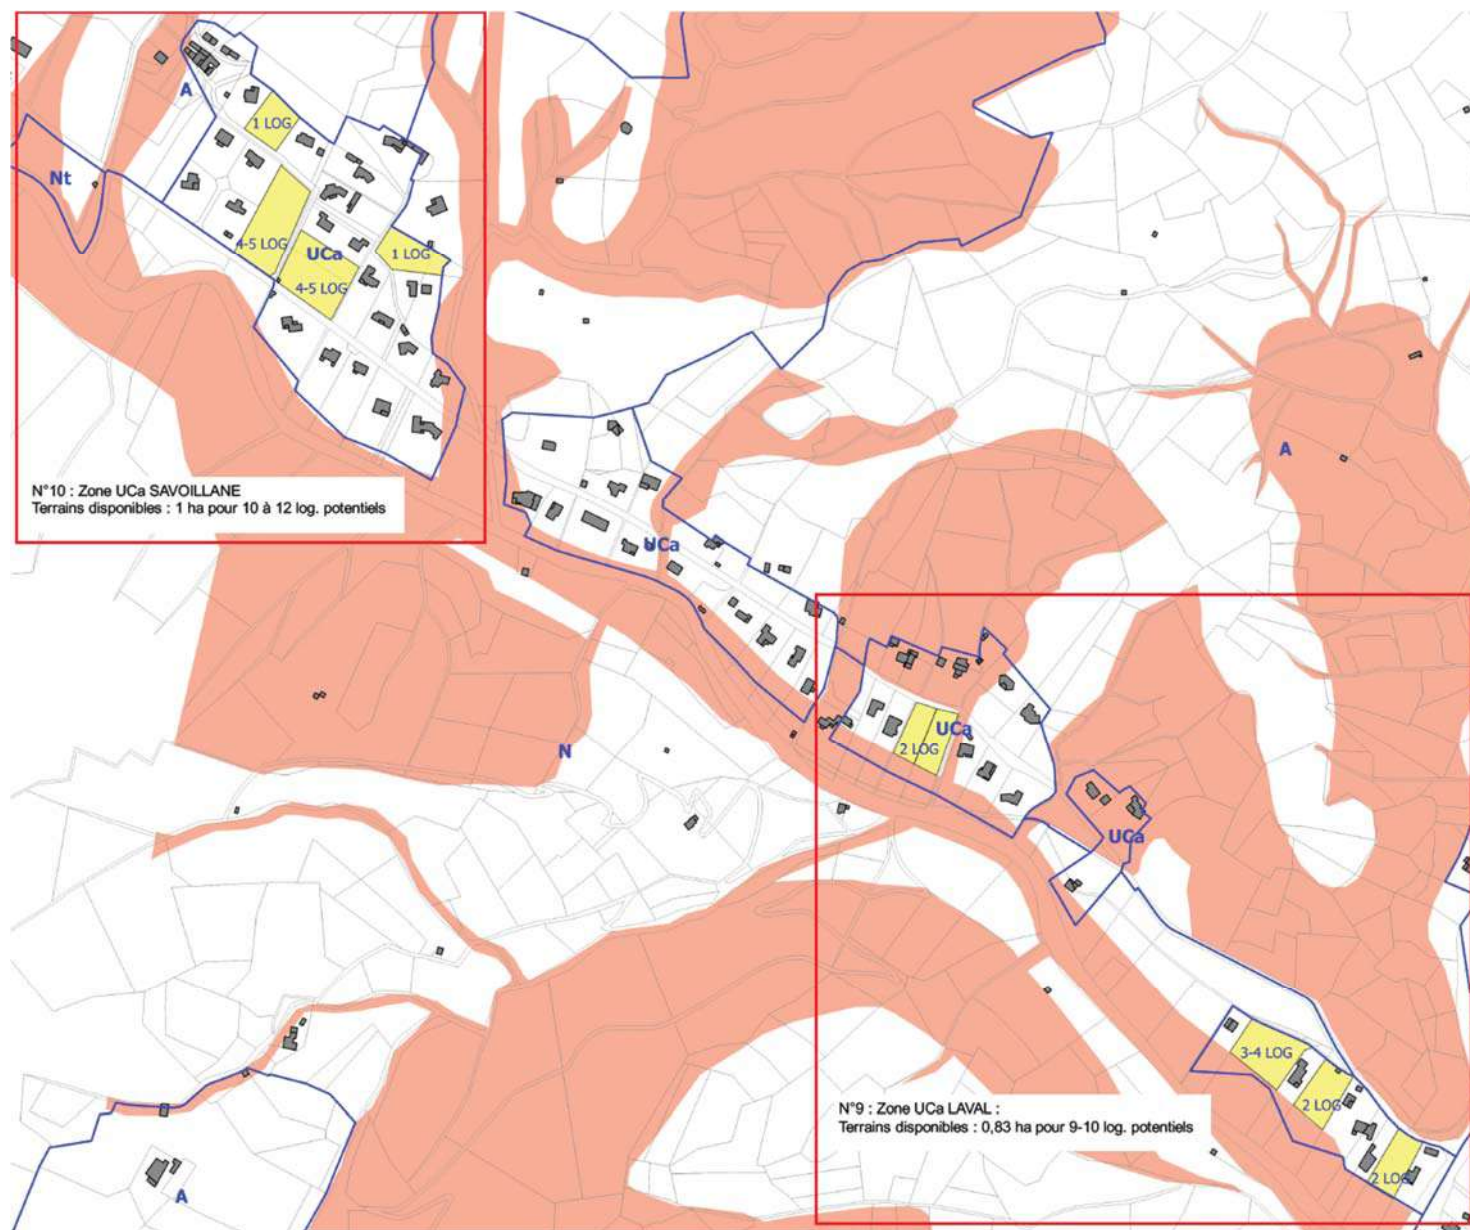 A
1 LOG
Nt
4-5 LOG
UCa
1 LOG
4-5 LOG
N°10 : Zone UCa SAVOILLANE
Terrains disponibles : 1 ha pour 10 à 12 log. potentiels
A
UCa
UCa
2 LOG
N
UCa
3-4 LOG
2 LOG
N°9 : Zone UCa LAVAL :
Terrains disponibles : 0,83 ha pour 9-10 log. potentiels
2 LOG
A